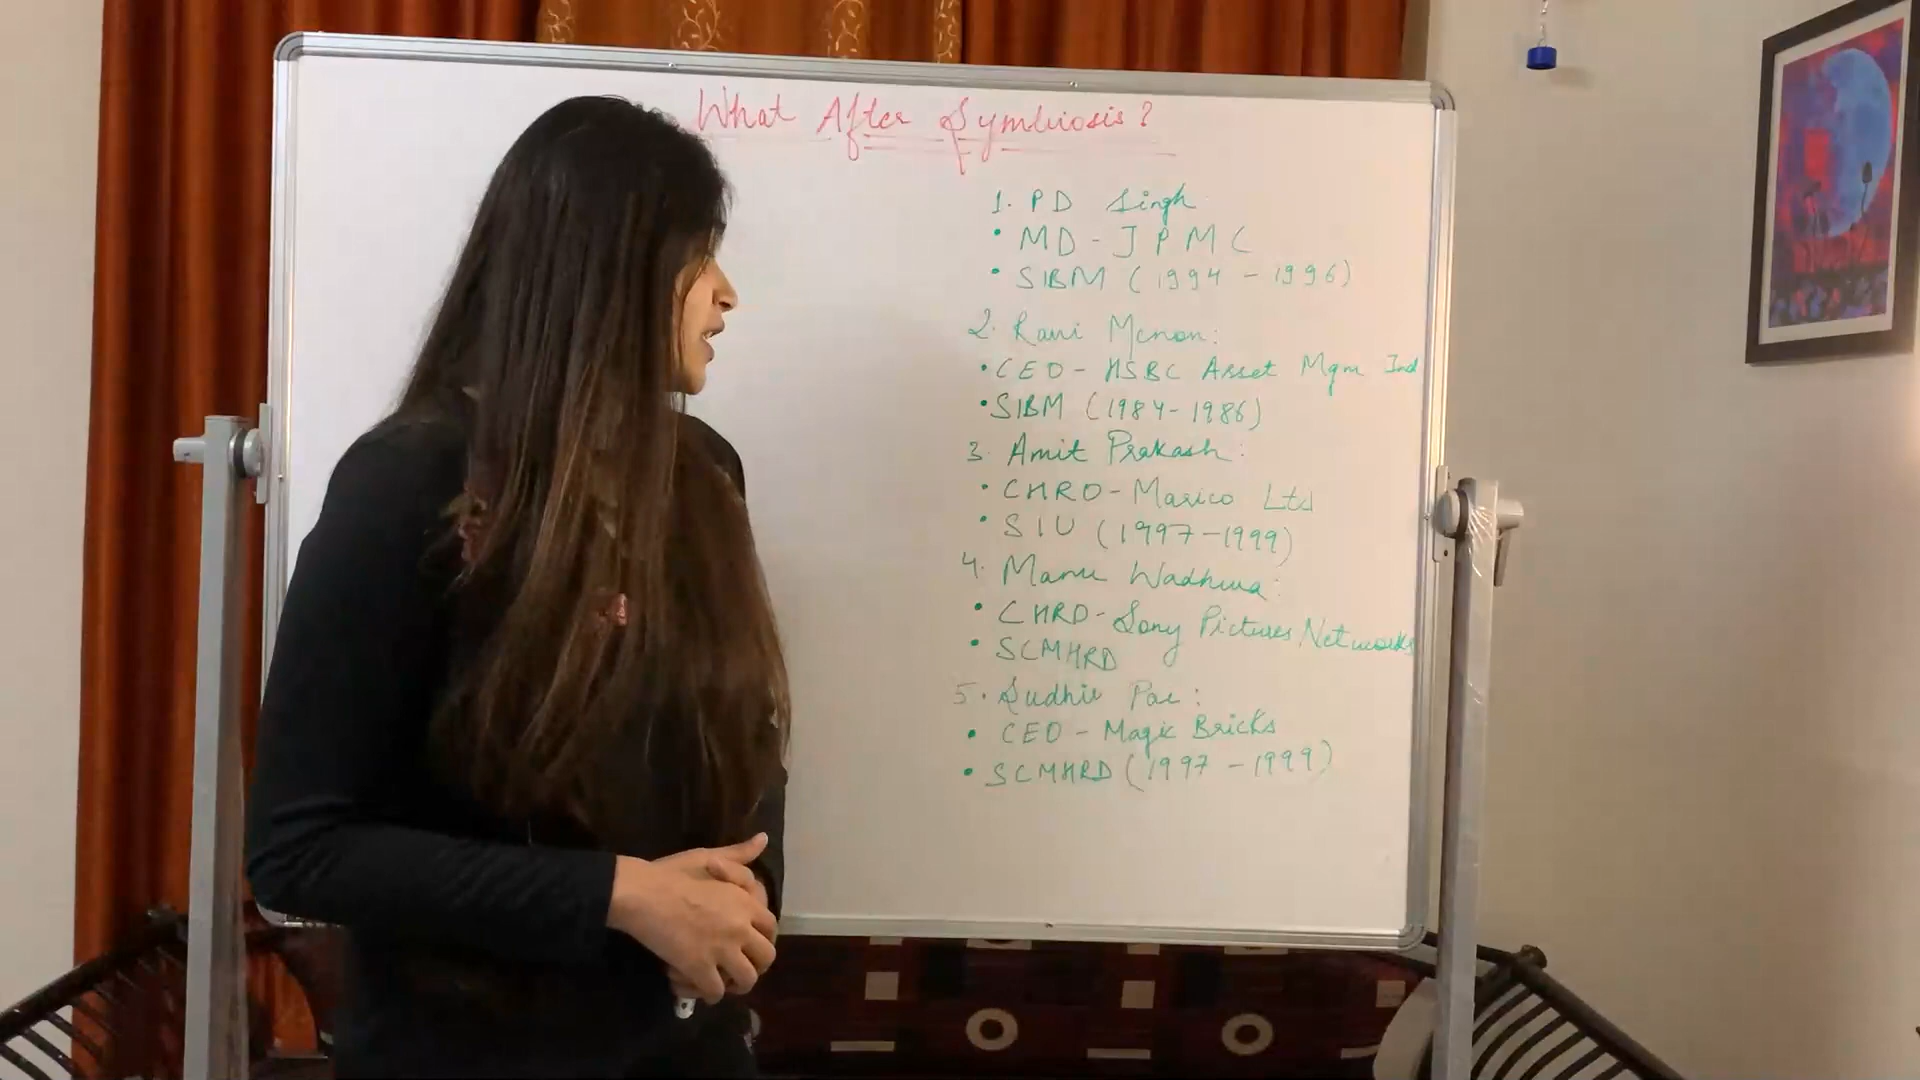 What After Symbiosis?
1. PD Singh
• MD - JPMC
• SIBM (1994 - 1996)
2. Ravi Menon:
• CEO - HSBC Asset Mgm Ind
• SIBM (1984 - 1986)
3. Amit Prakash:
• CHRO - Marico Ltd
• SIU (1997 - 1999)
4. Manu Wadhwa:
• CHRO - Sony Pictures Networks
• SCMHRD
5. Sudhir Pai:
• CEO - Magic Bricks
• SCMHRD (1997 - 1999)